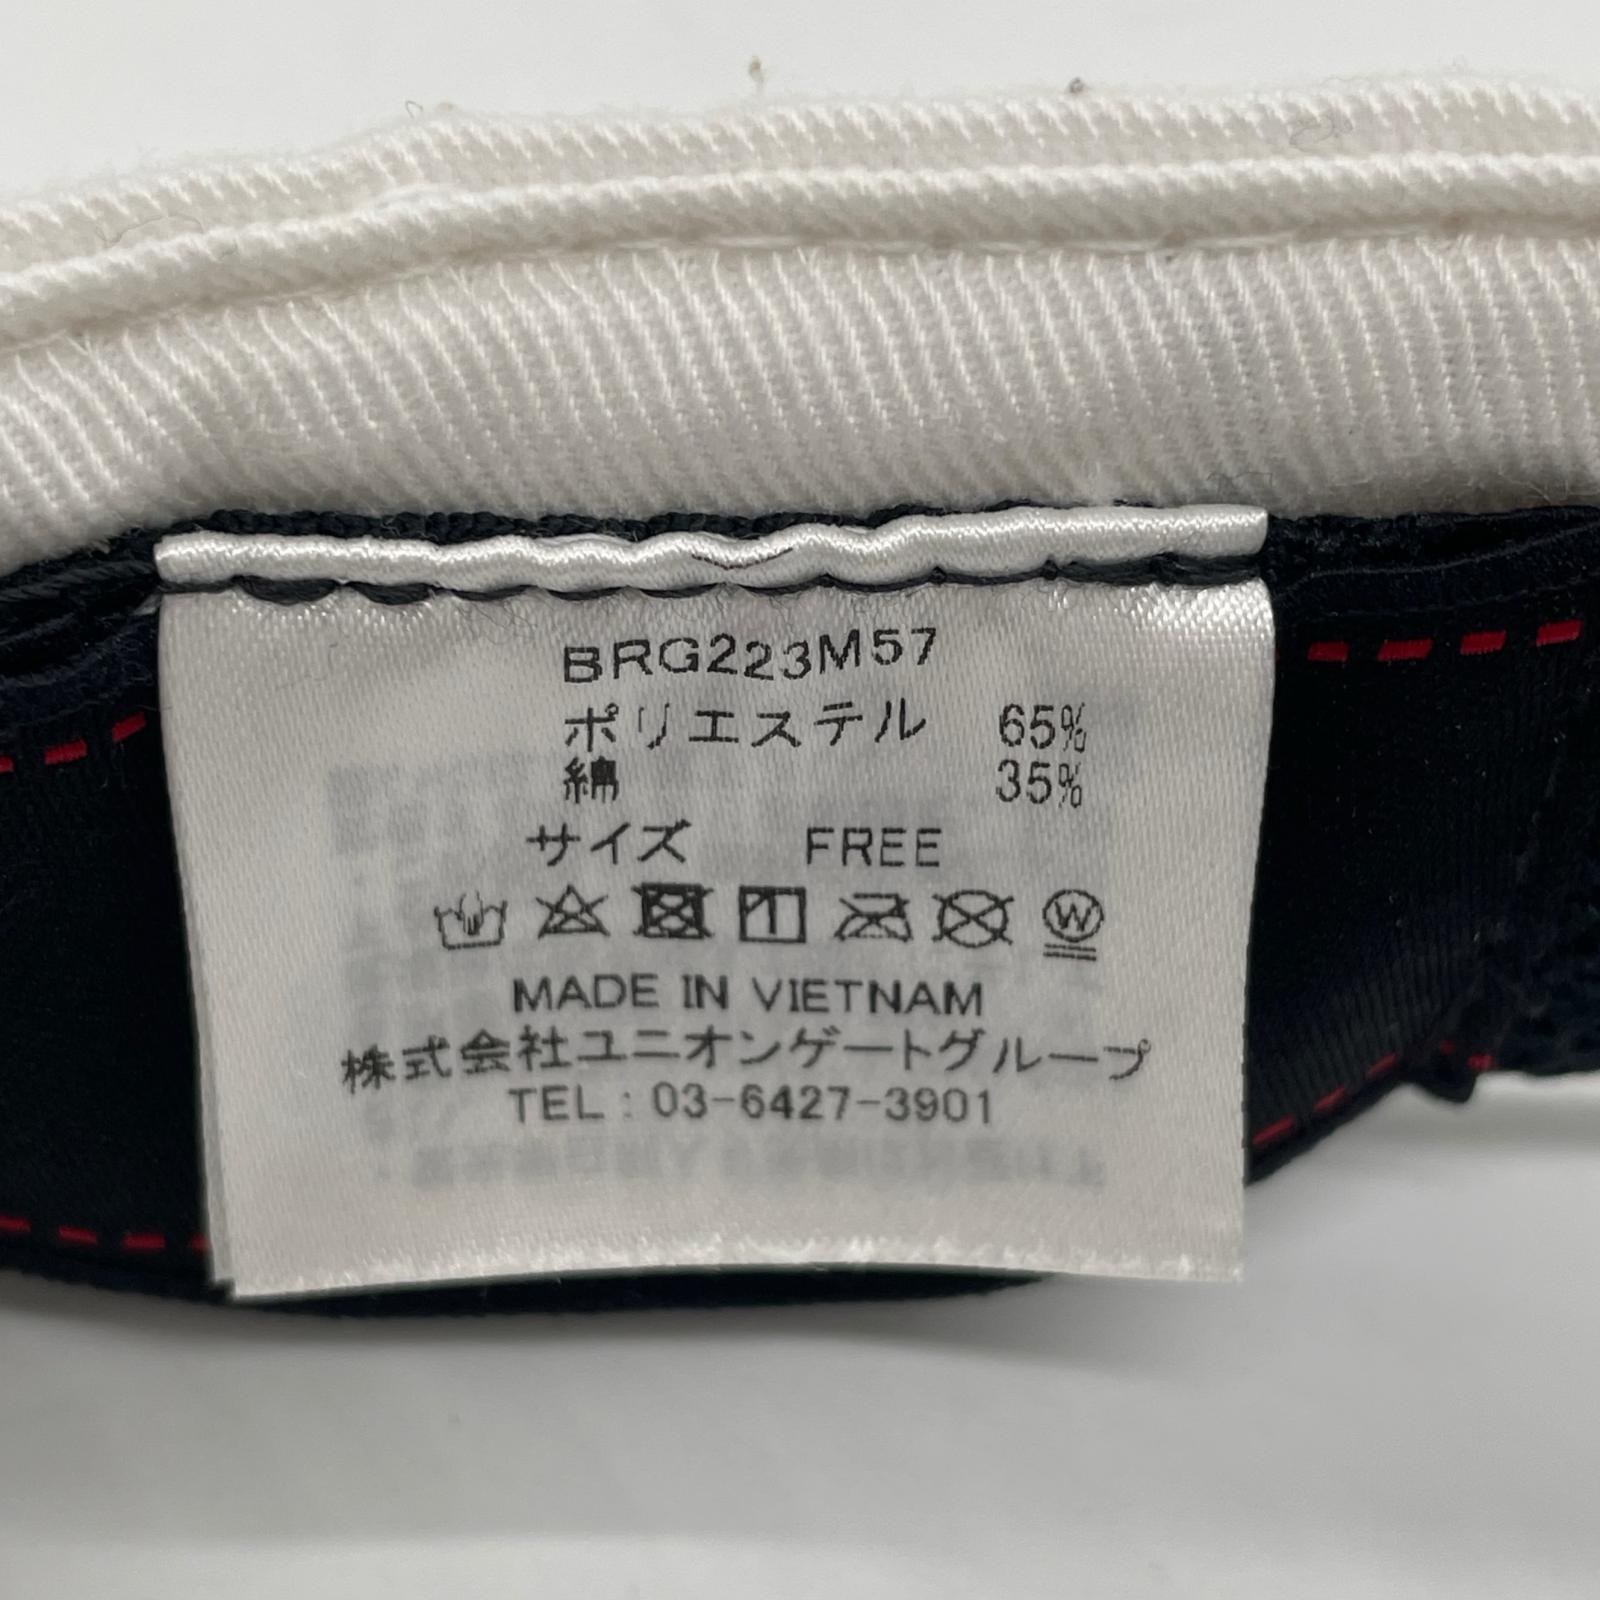 BRG223M57
ポリエステル 65%
綿 35%
サイズ FREE
W
MADE IN VIETNAM
株式会社ユニオンゲートグループ
TEL : 03-6427-3901